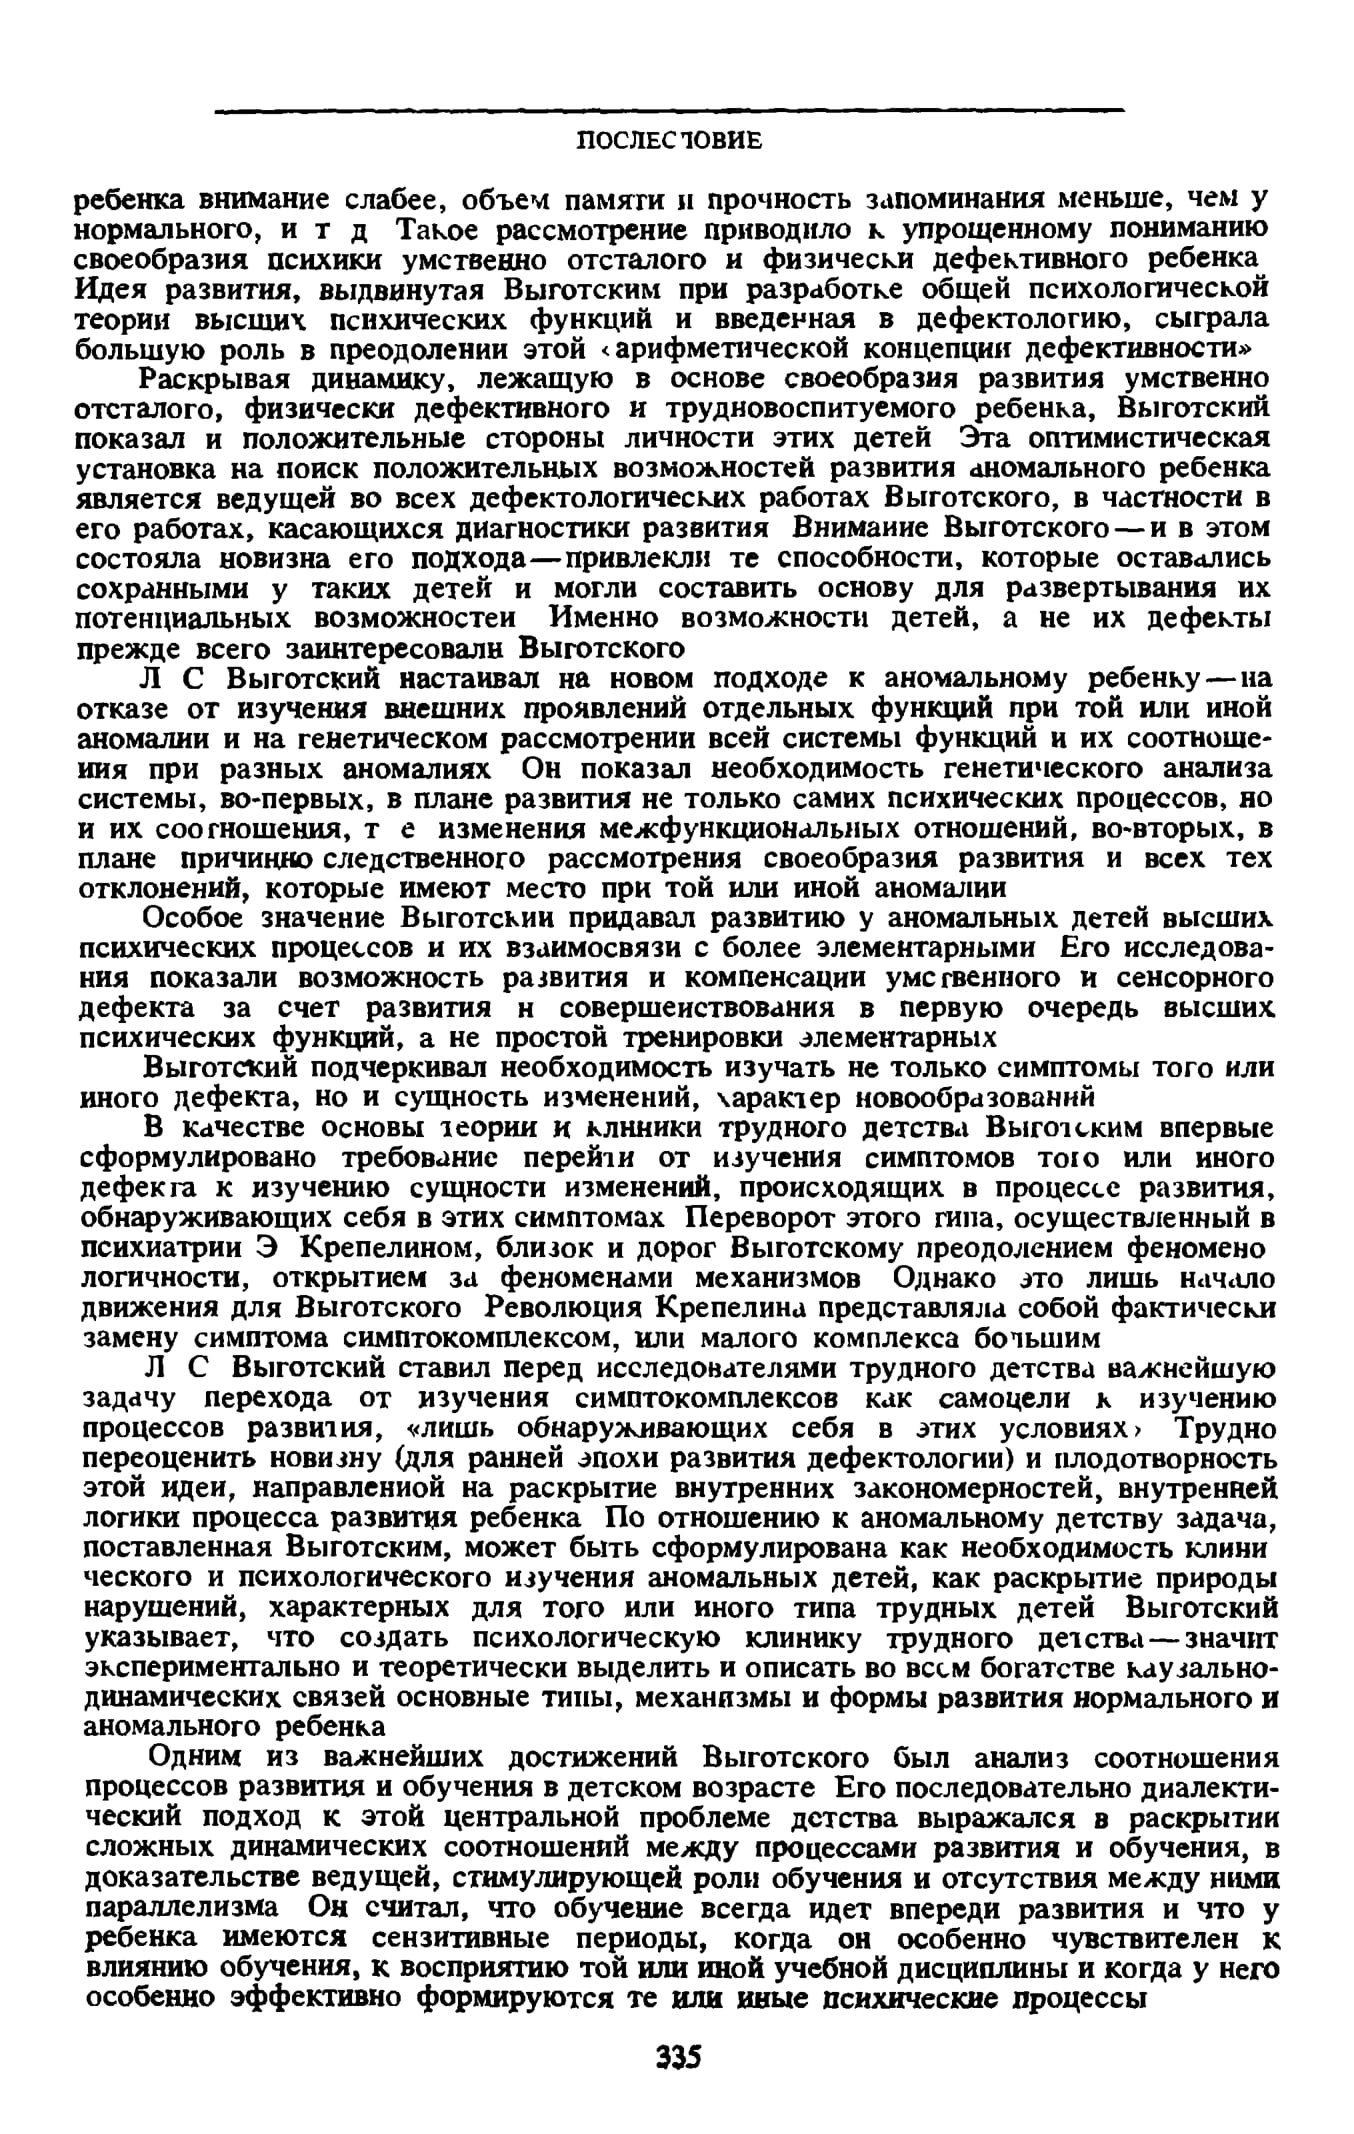 ПОСЛЕСЛОВИЕ
ребенка внимание слабее, объем памяти и прочность запоминания меньше, чем у
нормального, и т д Такое рассмотрение приводило к упрощенному пониманию
своеобразия психики умственно отсталого и физически дефективного ребенка
Идея развития, выдвинутая Выготским при разработке общей психологической
теории высших психических функций и введенная в дефектологию, сыграла
большую роль в преодолении этой «арифметической концепции дефективности»
Раскрывая динамику, лежащую в основе своеобразия развития умственно
отсталого, физически дефективного и трудновоспитуемого ребенка, Выготский
показал и положительные стороны личности этих детей Эта оптимистическая
установка на поиск положительных возможностей развития аномального ребенка
является ведущей во всех дефектологических работах Выготского, в частности в
его работах, касающихся диагностики развития Внимание Выготского—и в этом
состояла новизна его подхода—привлекли те способности, которые оставались
сохранными у таких детей и могли составить основу для развертывания их
потенциальных возможностей Именно возможности детей, а не их дефекты
прежде всего заинтересовали Выготского
Л С Выготский настаивал на новом подходе к аномальному ребенку—на
отказе от изучения внешних проявлений отдельных функций при той или иной
аномалии и на генетическом рассмотрении всей системы функций и их соотноше-
ния при разных аномалиях Он показал необходимость генетического анализа
системы, во-первых, в плане развития не только самих психических процессов, но
и их соотношения, т е изменения межфункциональных отношений, во-вторых, в
плане причинно следственного рассмотрения своеобразия развития и всех тех
отклонений, которые имеют место при той или иной аномалии
Особое значение Выготский придавал развитию у аномальных детей высших
психических процессов и их взаимосвязи с более элементарными Его исследова-
ния показали возможность развития и компенсации умственного и сенсорного
дефекта за счет развития и совершенствования в первую очередь высших
психических функций, а не простой тренировки элементарных
Выготский подчеркивал необходимость изучать не только симптомы того или
иного дефекта, но и сущность изменений, характер новообразований
В качестве основы теории и клиники трудного детства Выготским впервые
сформулировано требование перейти от изучения симптомов того или иного
дефекта к изучению сущности изменений, происходящих в процессе развития,
обнаруживающих себя в этих симптомах Переворот этого типа, осуществленный в
психиатрии Э Крепелином, близок и дорог Выготскому преодолением феномено
логичности, открытием за феноменами механизмов Однако это лишь начало
движения для Выготского Революция Крепелина представляла собой фактически
замену симптома симптокомплексом, или малого комплекса большим
Л С Выготский ставил перед исследователями трудного детства важнейшую
задачу перехода от изучения симптокомплексов как самоцели к изучению
процессов развития, «лишь обнаруживающих себя в этих условиях» Трудно
переоценить новизну (для ранней эпохи развития дефектологии) и плодотворность
этой идеи, направленной на раскрытие внутренних закономерностей, внутренней
логики процесса развития ребенка По отношению к аномальному детству задача,
поставленная Выготским, может быть сформулирована как необходимость клини
ческого и психологического изучения аномальных детей, как раскрытие природы
нарушений, характерных для того или иного типа трудных детей Выготский
указывает, что создать психологическую клинику трудного детства—значит
экспериментально и теоретически выделить и описать во всем богатстве каузально-
динамических связей основные типы, механизмы и формы развития нормального и
аномального ребенка
Одним из важнейших достижений Выготского был анализ соотношения
процессов развития и обучения в детском возрасте Его последовательно диалекти-
ческий подход к этой центральной проблеме детства выражался в раскрытии
сложных динамических соотношений между процессами развития и обучения, в
доказательстве ведущей, стимулирующей роли обучения и отсутствия между ними
параллелизма Он считал, что обучение всегда идет впереди развития и что у
ребенка имеются сензитивные периоды, когда он особенно чувствителен к
влиянию обучения, к восприятию той или иной учебной дисциплины и когда у него
особенно эффективно формируются те или иные психические процессы
335